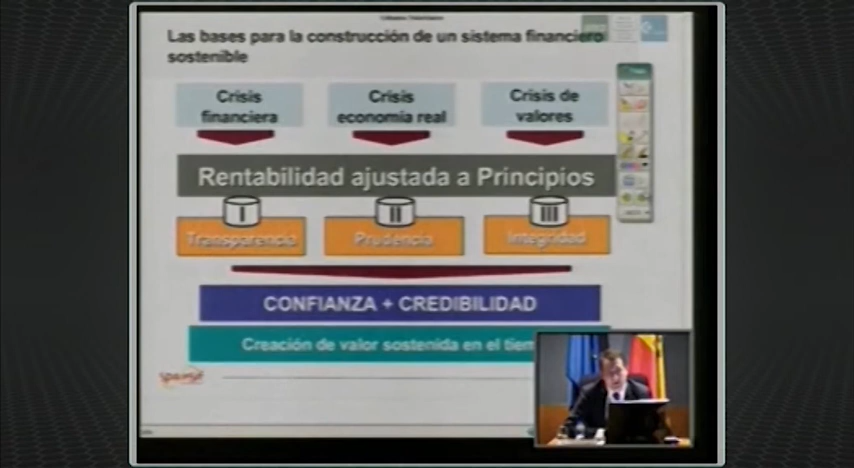 Las bases para la construcción de un sistema financiero
sostenible
Crisis
financiera
Crisis
economía real
Crisis de
valores
Rentabilidad ajustada a Principios
I
II
III
Transparencia
Prudencia
Integridad
CONFIANZA + CREDIBILIDAD
Creación de valor sostenida en el tiem